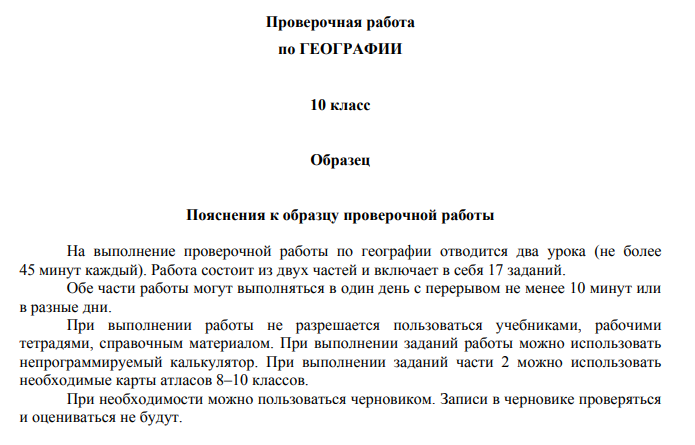 Проверочная работа
по ГЕОГРАФИИ
10 класс
Образец
Пояснения к образцу проверочной работы
На выполнение проверочной работы по географии отводится два урока (не более
45 минут каждый). Работа состоит из двух частей и включает в себя 17 заданий.
Обе части работы могут выполняться в один день с перерывом не менее 10 минут или
в разные дни.
При выполнении работы не разрешается пользоваться учебниками, рабочими
тетрадями, справочным материалом. При выполнении заданий работы можно использовать
непрограммируемый калькулятор. При выполнении заданий части 2 можно использовать
необходимые карты атласов 8–10 классов.
При необходимости можно пользоваться черновиком. Записи в черновике проверяться
и оцениваться не будут.